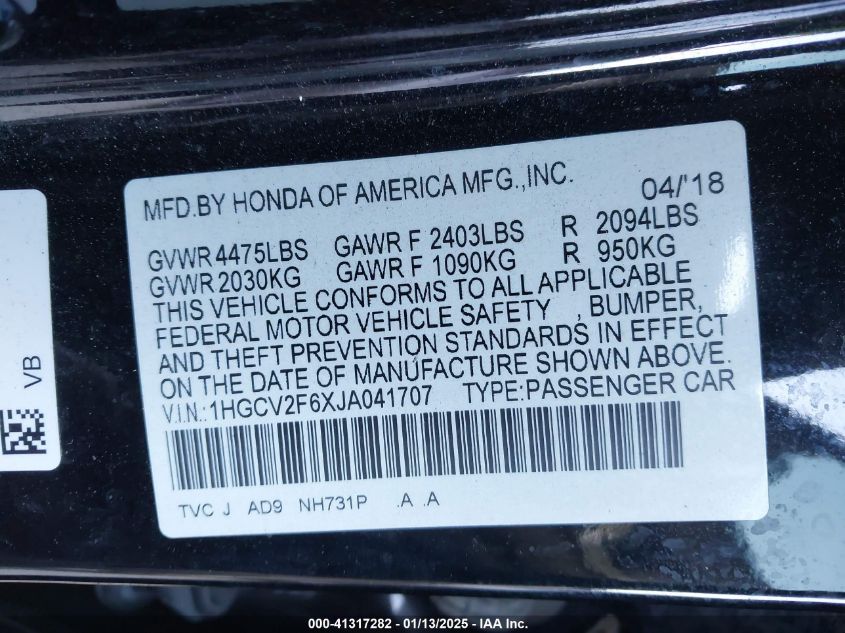 MFD.BY HONDA OF AMERICA MFG.,INC. 04/'18
GVWR 4475LBS GAWR F 2403LBS R 2094LBS
GVWR 2030KG GAWR F 1090KG R 950KG
THIS VEHICLE CONFORMS TO ALL APPLICABLE
FEDERAL MOTOR VEHICLE SAFETY , BUMPER,
AND THEFT PREVENTION STANDARDS IN EFFECT
ON THE DATE OF MANUFACTURE SHOWN ABOVE.
V.I.N.:1HGCV2F6XJA041707 TYPE:PASSENGER CAR
TVC J AD9 NH731P .A .A
VB
000-41317282 - 01/13/2025 - IAA Inc.